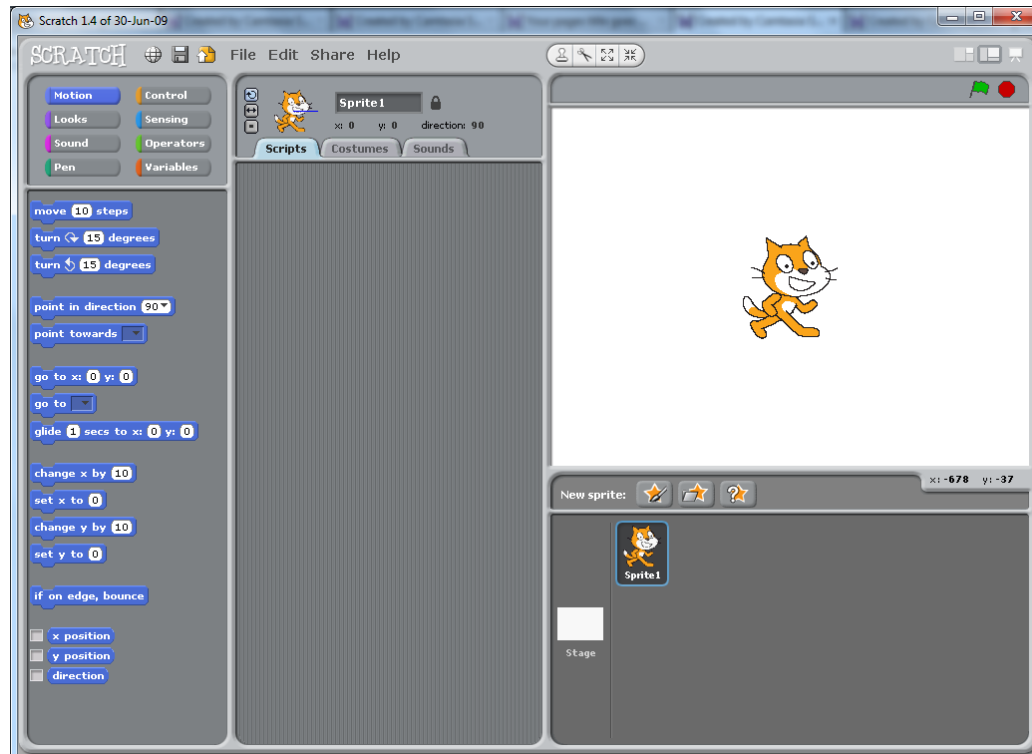 Scratch 1.4 of 30-Jun-09
SCRATCH File Edit Share Help
Motion Control
Looks Sensing
Sound Operators
Pen Variables
Sprite1
x: 0 y: 0 direction: 90
Scripts Costumes Sounds
move 10 steps
turn 15 degrees
turn 15 degrees
point in direction 90
point towards
go to x: 0 y: 0
go to
glide 1 secs to x: 0 y: 0
change x by 10
set x to 0
change y by 10
set y to 0
if on edge, bounce
x position
y position
direction
x: -678 y: -37
New sprite:
Sprite1
Stage